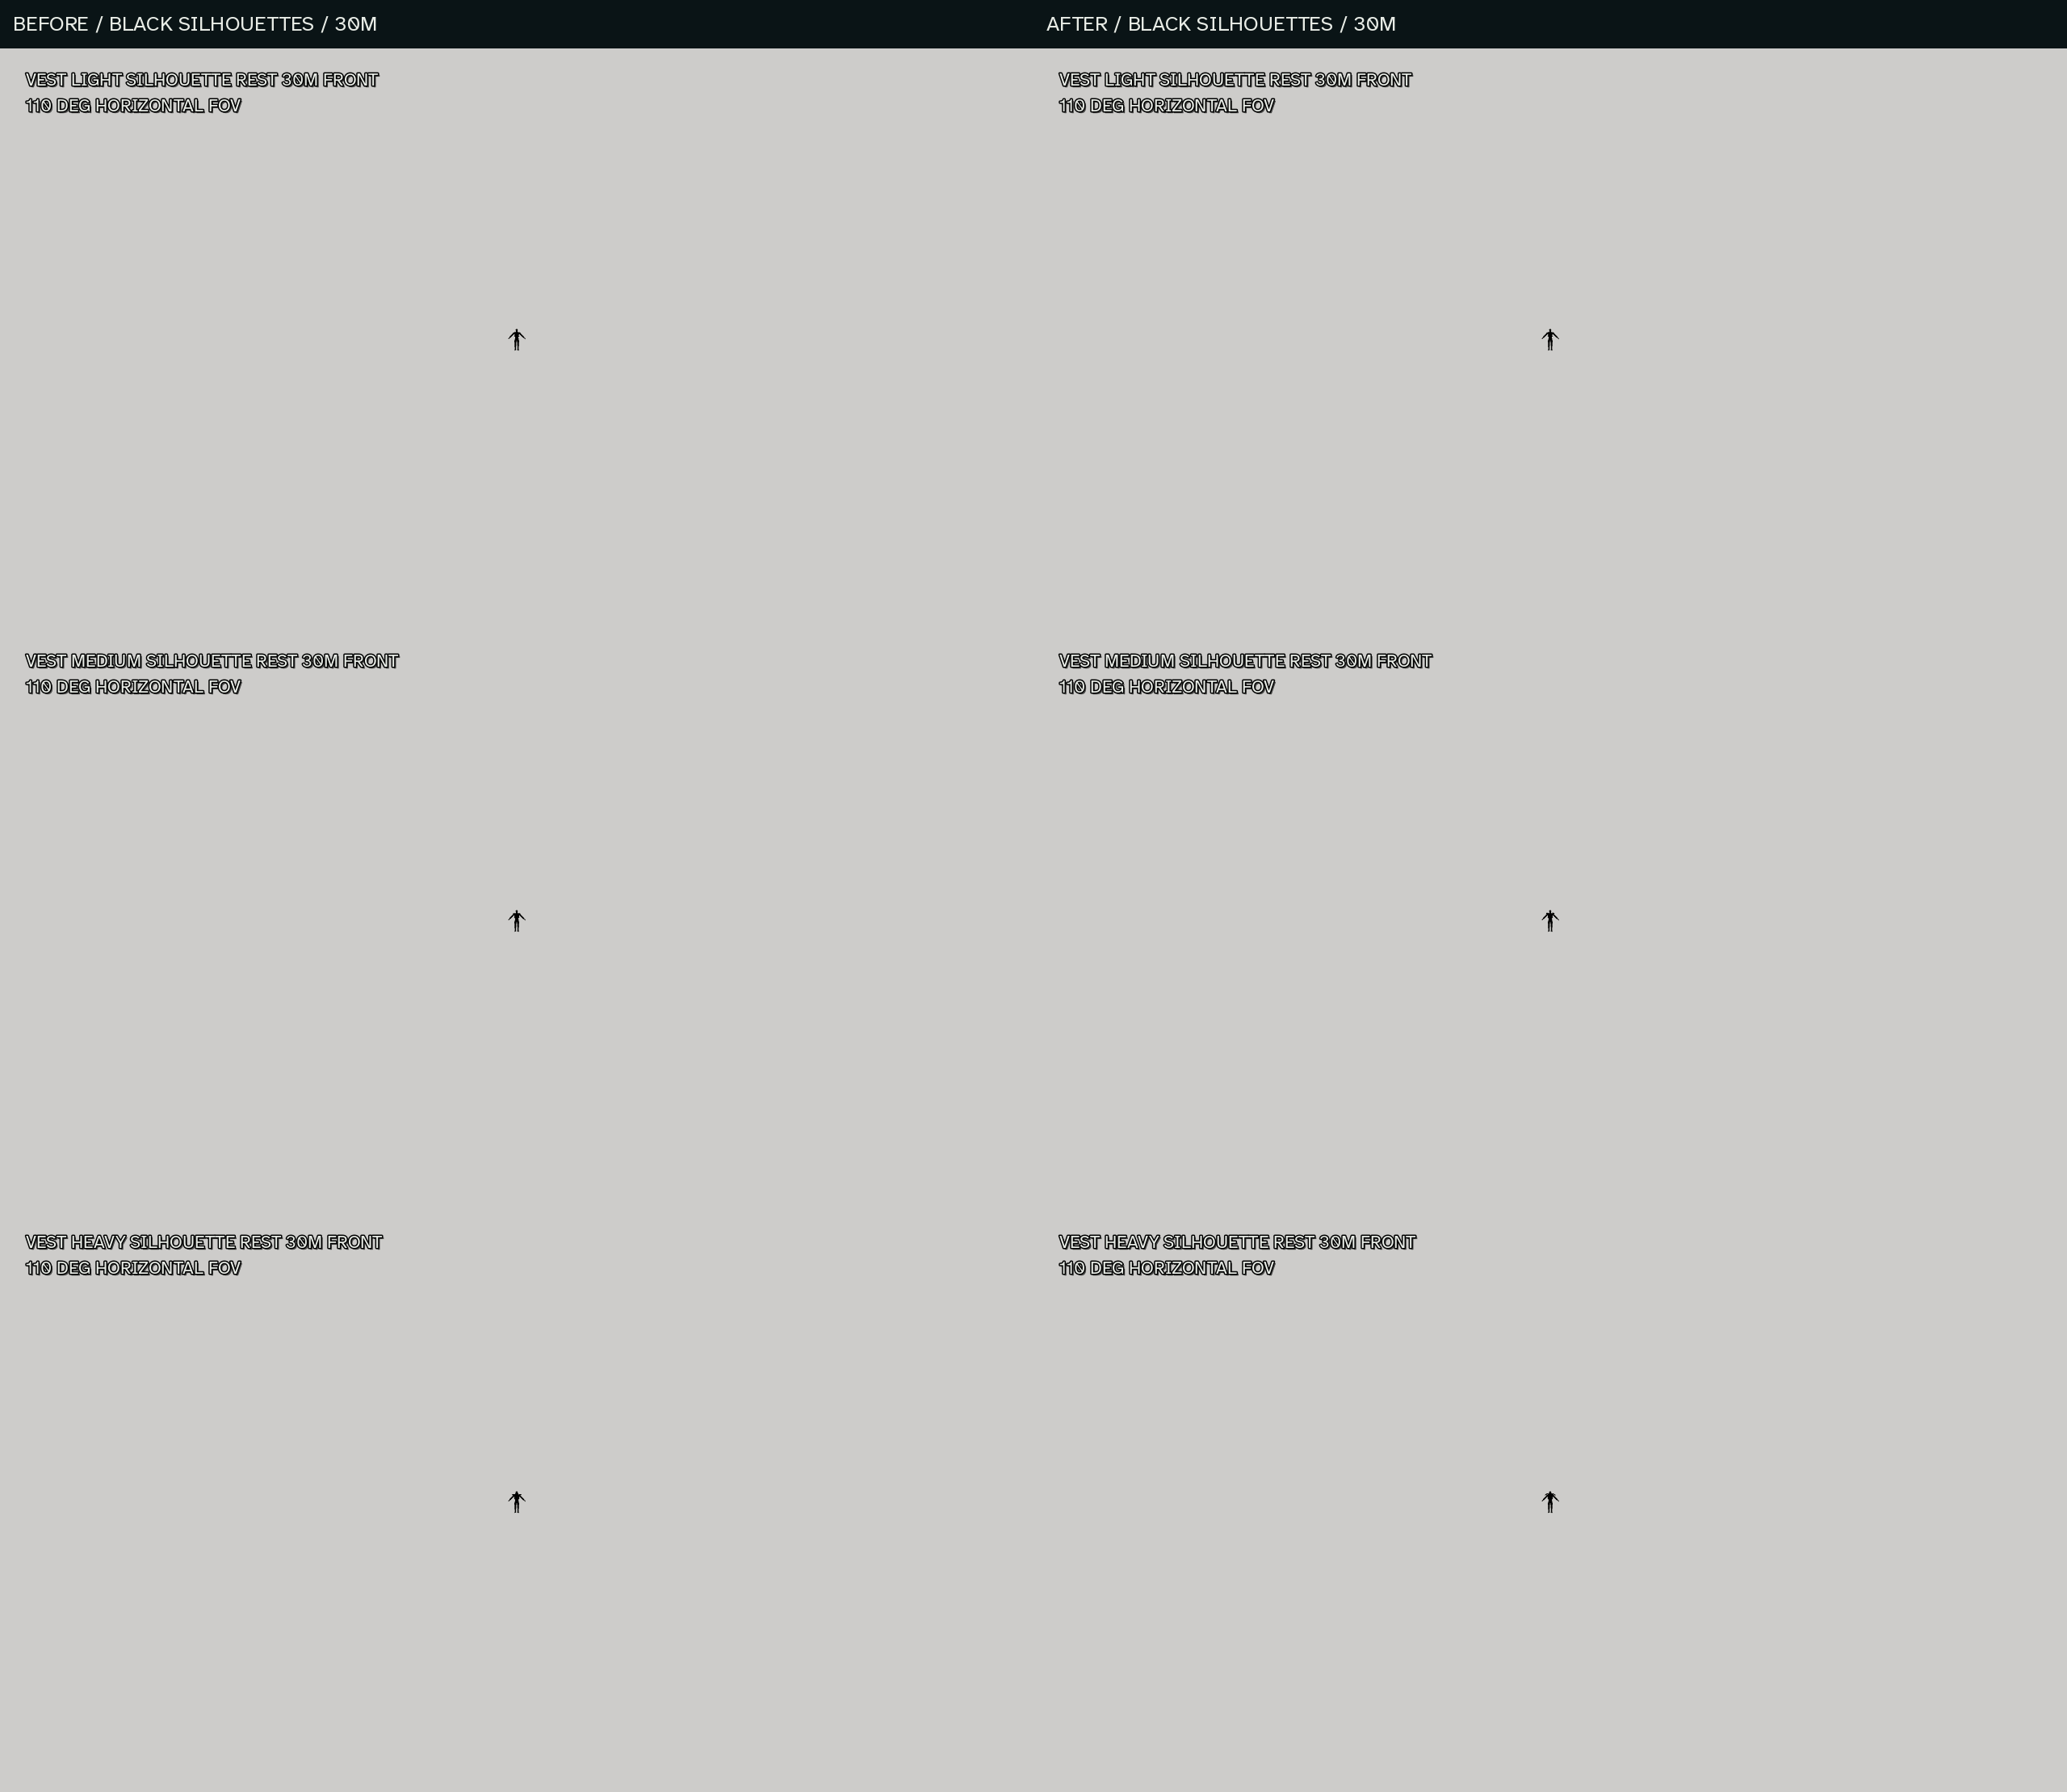 BEFORE / BLACK SILHOUETTES / 30M
AFTER / BLACK SILHOUETTES / 30M
VEST LIGHT SILHOUETTE REST 30M FRONT
110 DEG HORIZONTAL FOV
VEST LIGHT SILHOUETTE REST 30M FRONT
110 DEG HORIZONTAL FOV
VEST MEDIUM SILHOUETTE REST 30M FRONT
110 DEG HORIZONTAL FOV
VEST MEDIUM SILHOUETTE REST 30M FRONT
110 DEG HORIZONTAL FOV
VEST HEAVY SILHOUETTE REST 30M FRONT
110 DEG HORIZONTAL FOV
VEST HEAVY SILHOUETTE REST 30M FRONT
110 DEG HORIZONTAL FOV